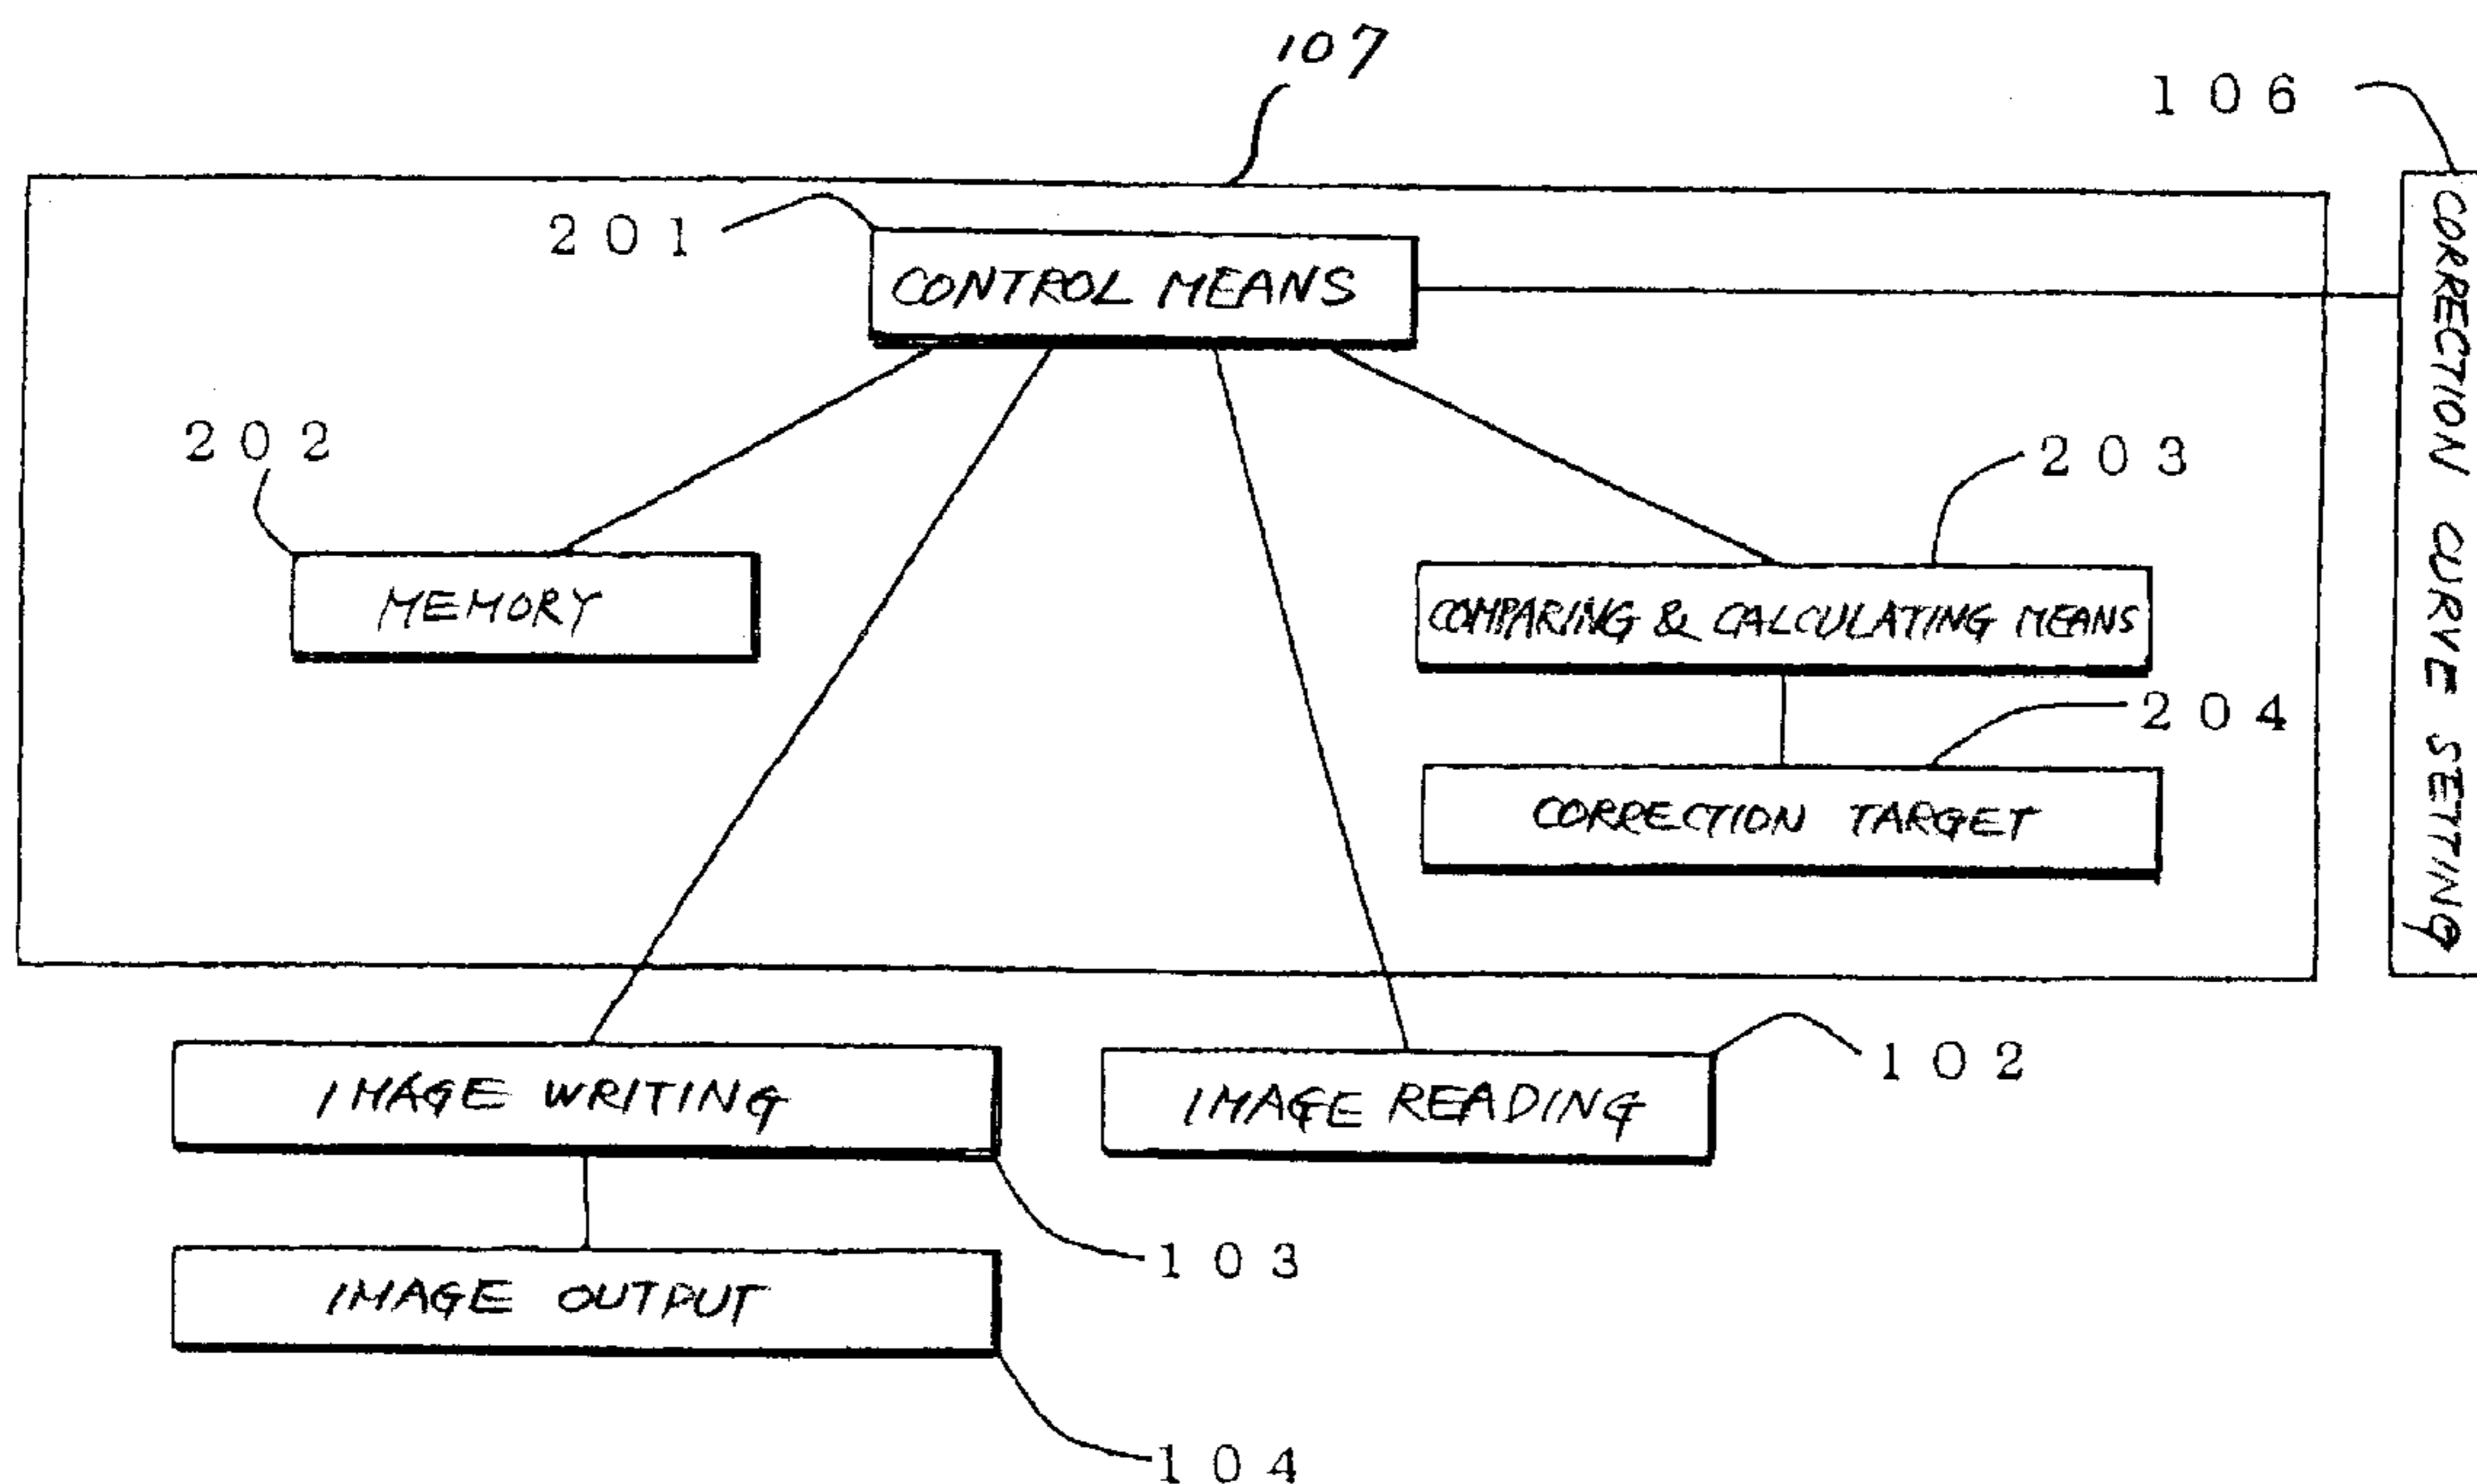 107
106
201
CONTROL MEANS
CORRECTION CURVE SETTING
202
203
MEMORY
COMPARING & CALCULATING MEANS
204
CORRECTION TARGET
IMAGE WRITING
IMAGE READING
102
103
IMAGE OUTPUT
104